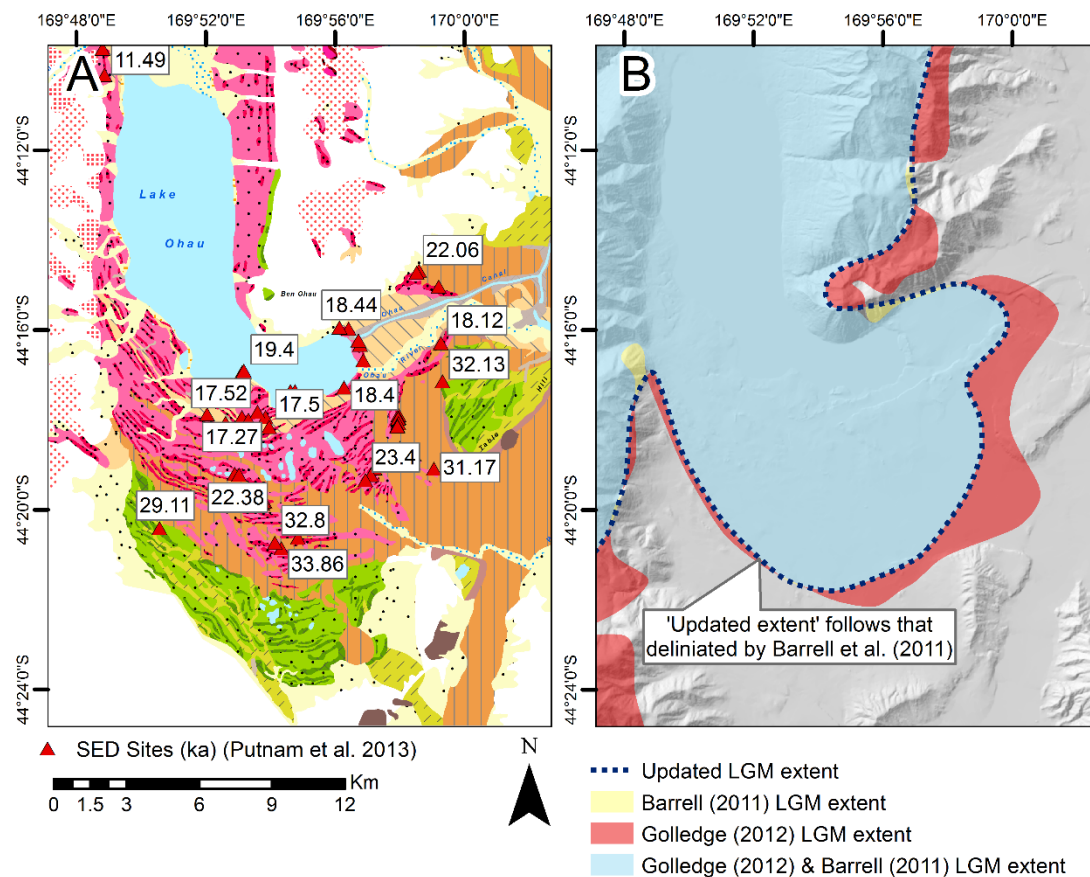 169°48'0"E 169°52'0"E 169°56'0"E 170°0'0"E
A
44°12'0"S
44°16'0"S
44°20'0"S
44°24'0"S
11.49
Lake
Ohau
22.06
Ben Ohau
Ohau Canal
18.44
18.12
Ohau River
19.4
32.13
17.52
17.5
18.4
Table Hill
17.27
23.4
31.17
22.38
29.11
32.8
33.86
SED Sites (ka) (Putnam et al. 2013)
Km
0 1.5 3 6 9 12
N
169°48'0"E 169°52'0"E 169°56'0"E 170°0'0"E
B
44°12'0"S
44°16'0"S
44°20'0"S
44°24'0"S
'Updated extent' follows that
deliniated by Barrell et al. (2011)
Updated LGM extent
Barrell (2011) LGM extent
Golledge (2012) LGM extent
Golledge (2012) & Barrell (2011) LGM extent